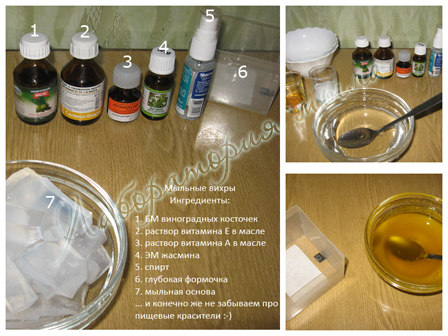 1
2
3
4
5
6
7
Лаборатория
Мыльные вихры
Ингредиенты:
1. БМ виноградных косточек
2. раствор витамина Е в масле
3. раствор витамина А в масле
4. ЭМ жасмина
5. спирт
6. глубокая формочка
7. мыльная основа
... и конечно же не забываем про
пищевые красители :-)